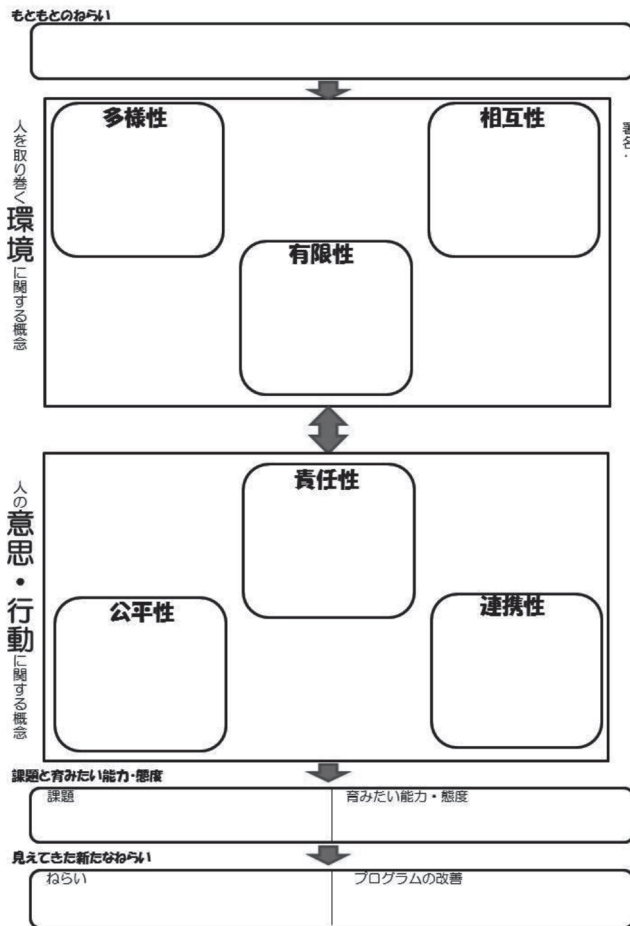 もともとのねらい
多様性
相互性
有限性
人を取り巻く環境に関する概念
署名:
責任性
公平性
連携性
人の意思・行動に関する概念
課題と育みたい能力・態度
課題
育みたい能力・態度
見えてきた新たなねらい
ねらい
プログラムの改善